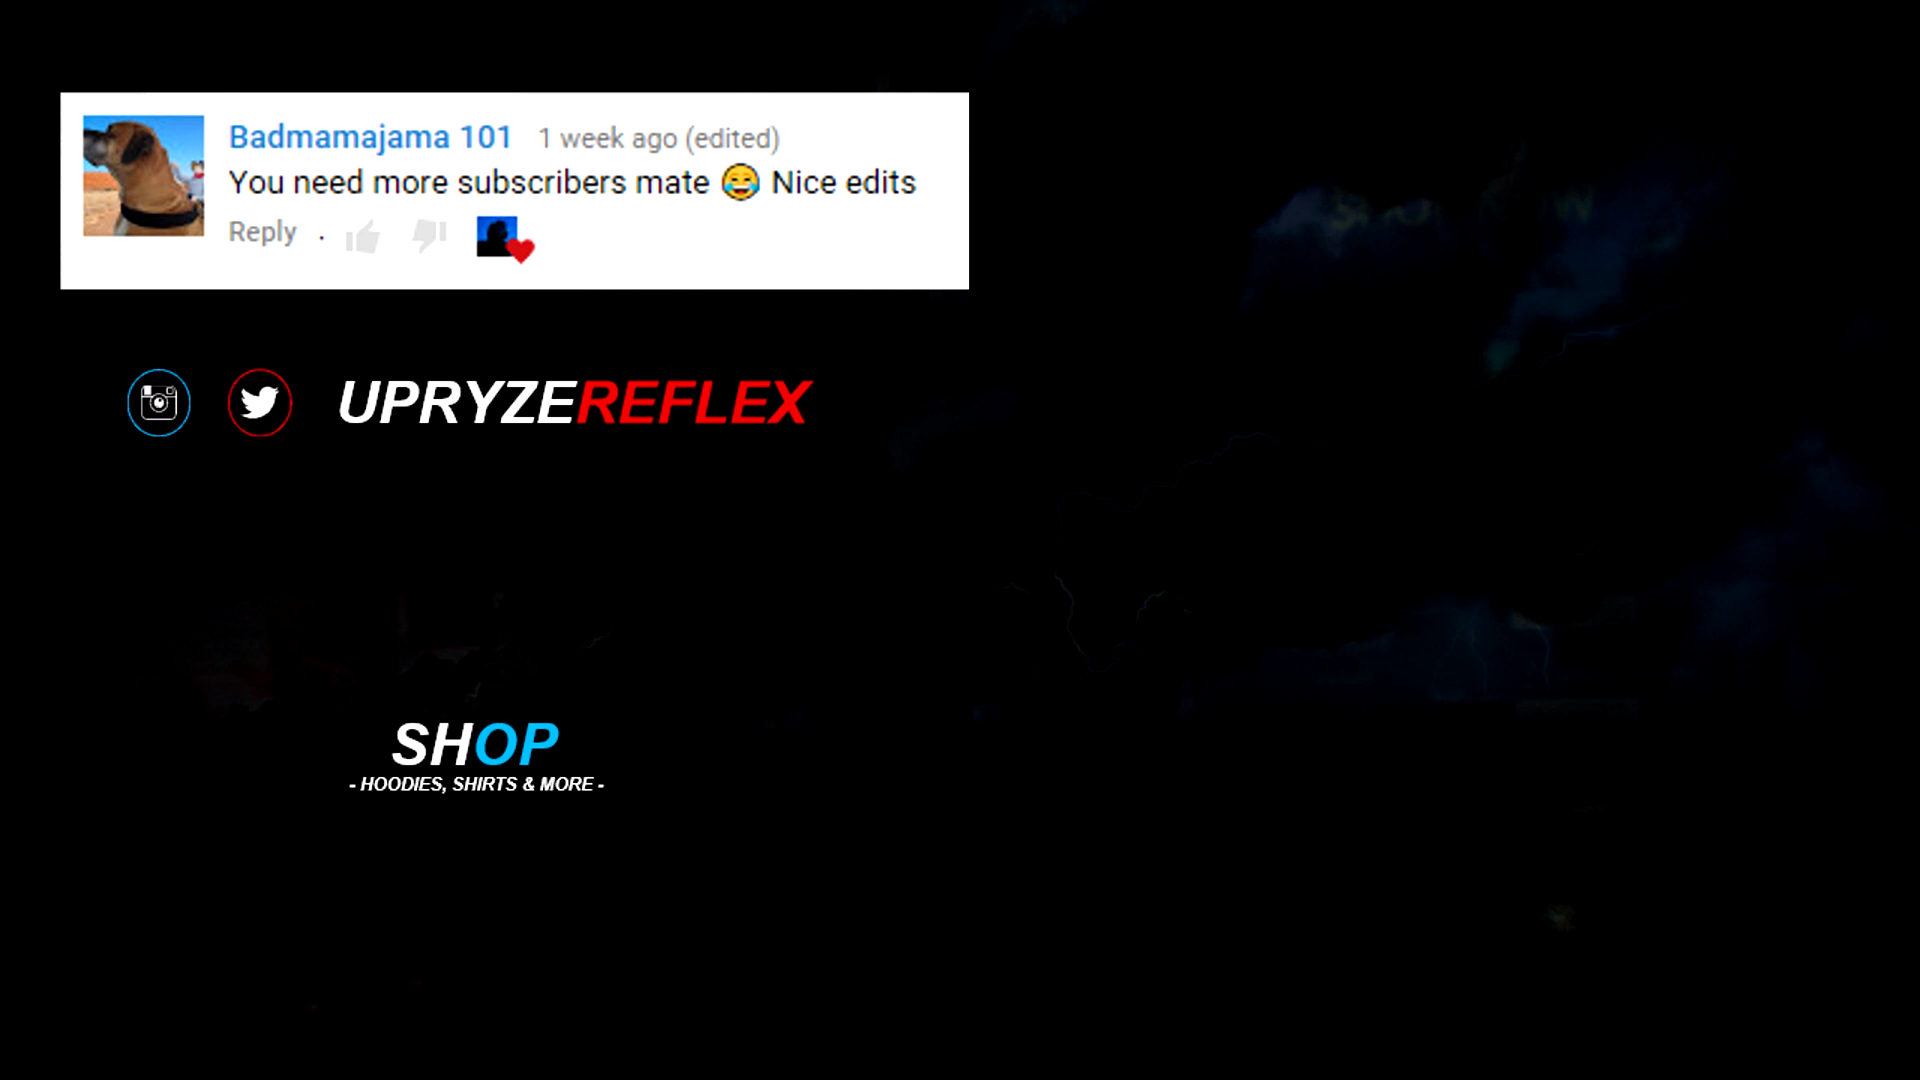 Badmamajama 101 1 week ago (edited)
You need more subscribers mate 😂 Nice edits
Reply .
UPRYZEREFLEX
SHOP
- HOODIES, SHIRTS & MORE -